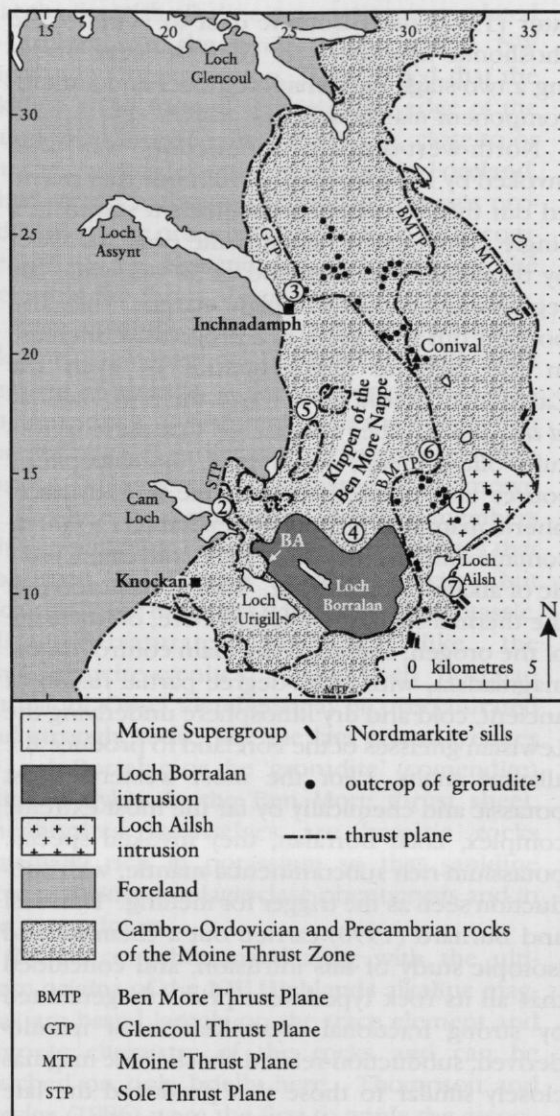 15
20
25
30
35
Loch
Glencoul
30
25
Loch
Assynt
GTP
BMTP
MTP
3
Inchnadamph
20
Conival
Klippen of the
Ben More Nappe
5
6
15
STP
BMTP
Cam
Loch
2
4
1
BA
Loch
Ailsh
Knockan
Loch
Borralan
7
10
Loch
Urigill
N
0 kilometres 5
MTP
Moine Supergroup
'Nordmarkite' sills
Loch Borralan
intrusion
outcrop of 'grorudite'
Loch Ailsh
intrusion
thrust plane
Foreland
Cambro-Ordovician and Precambrian rocks
of the Moine Thrust Zone
BMTP Ben More Thrust Plane
GTP Glencoul Thrust Plane
MTP Moine Thrust Plane
STP Sole Thrust Plane